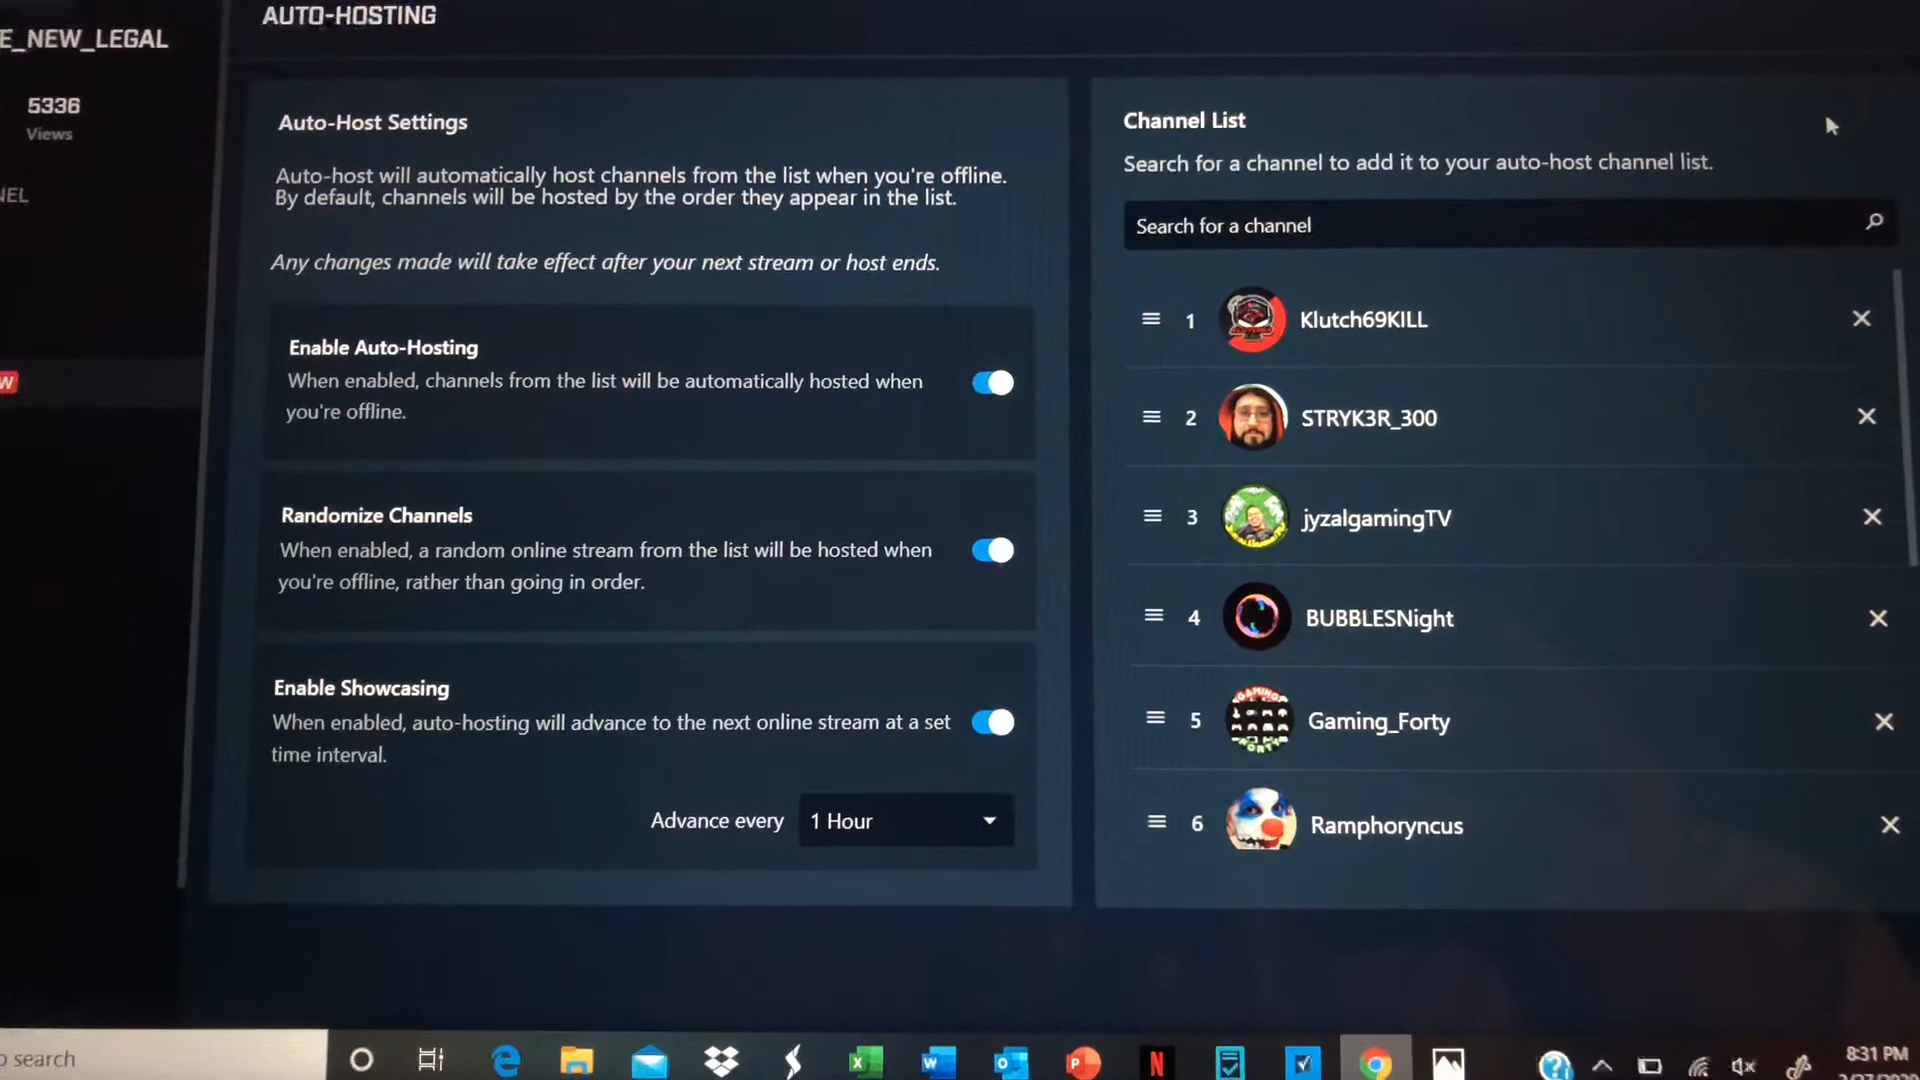 AUTO-HOSTING
E_NEW_LEGAL
5336
Views
NEL
W
Auto-Host Settings
Auto-host will automatically host channels from the list when you're offline.
By default, channels will be hosted by the order they appear in the list.
Any changes made will take effect after your next stream or host ends.
Enable Auto-Hosting
When enabled, channels from the list will be automatically hosted when
you're offline.
Randomize Channels
When enabled, a random online stream from the list will be hosted when
you're offline, rather than going in order.
Enable Showcasing
When enabled, auto-hosting will advance to the next online stream at a set
time interval.
Advance every 1 Hour
Channel List
Search for a channel to add it to your auto-host channel list.
Search for a channel
1 Klutch69KILL
2 STRYK3R_300
3 jyzalgamingTV
4 BUBBLESNight
GAMING
5 Gaming_Forty
FORTY
6 Ramphoryncus
o search
8:31 PM